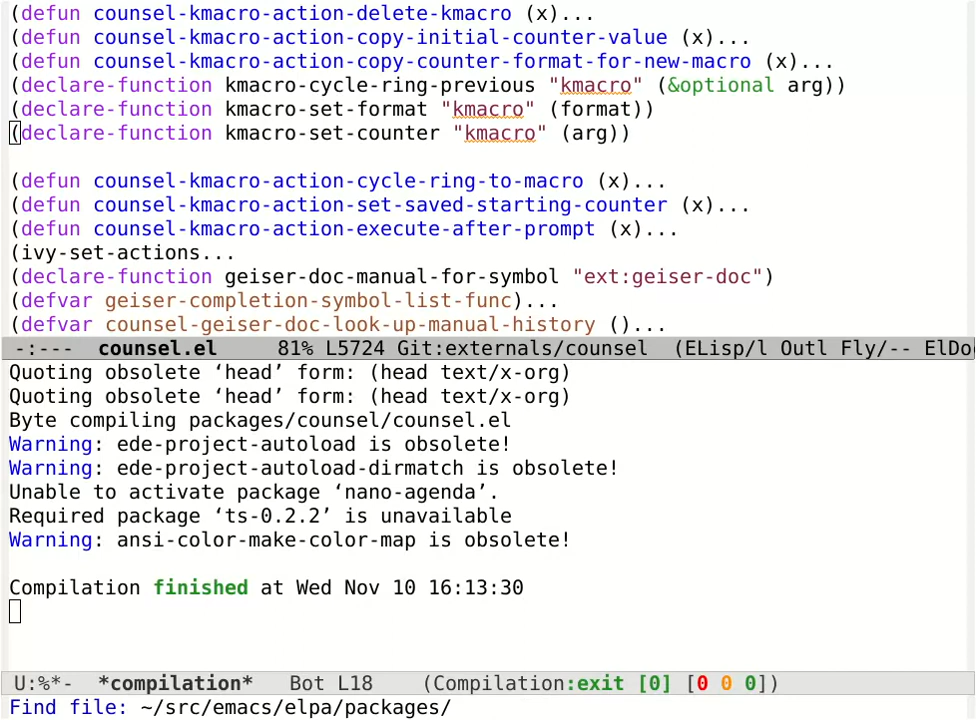 (defun counsel-kmacro-action-delete-kmacro (x)...
(defun counsel-kmacro-action-copy-initial-counter-value (x)...
(defun counsel-kmacro-action-copy-counter-format-for-new-macro (x)...
(declare-function kmacro-cycle-ring-previous "kmacro" (&optional arg))
(declare-function kmacro-set-format "kmacro" (format))
(declare-function kmacro-set-counter "kmacro" (arg))
(defun counsel-kmacro-action-cycle-ring-to-macro (x)...
(defun counsel-kmacro-action-set-saved-starting-counter (x)...
(defun counsel-kmacro-action-execute-after-prompt (x)...
(ivy-set-actions...
(declare-function geiser-doc-manual-for-symbol "ext:geiser-doc")
(defvar geiser-completion-symbol-list-func)...
(defvar counsel-geiser-doc-look-up-manual-history ()...
-:--- counsel.el 81% L5724 Git:externals/counsel (ELisp/l Outl Fly/-- ElDo
Quoting obsolete ‘head’ form: (head text/x-org)
Quoting obsolete ‘head’ form: (head text/x-org)
Byte compiling packages/counsel/counsel.el
Warning: ede-project-autoload is obsolete!
Warning: ede-project-autoload-dirmatch is obsolete!
Unable to activate package ‘nano-agenda’.
Required package ‘ts-0.2.2’ is unavailable
Warning: ansi-color-make-color-map is obsolete!
Compilation finished at Wed Nov 10 16:13:30
U:%*- *compilation* Bot L18 (Compilation:exit [0] [0 0 0])
Find file: ~/src/emacs/elpa/packages/